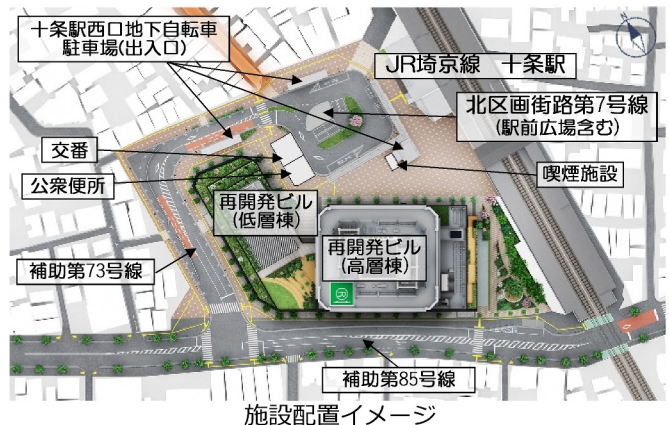 十条駅西口地下自転車
駐車場(出入口)
JR埼京線 十条駅
北区画街路第7号線
(駅前広場含む)
交番
公衆便所
喫煙施設
再開発ビル
(低層棟)
再開発ビル
(高層棟)
補助第73号線
R
補助第85号線
施設配置イメージ